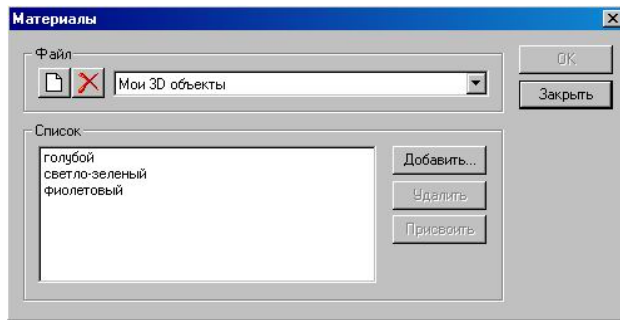 Материалы
Файл
Мои 3D объекты
OK
Закрыть
Список
голубой
светло-зеленый
фиолетовый
Добавить...
Удалить
Присвоить